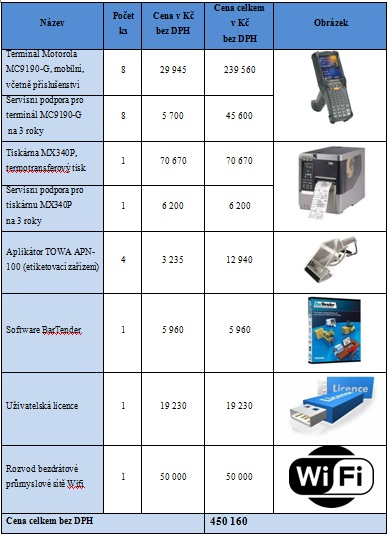 Název
Počet ks
Cena v Kč bez DPH
Cena celkem v Kč bez DPH
Obrázek
Terminál Motorola
MC9190-G, mobilní,
včetně příslušenství
8
29 945
239 560
Servisní podpora pro
terminál MC9190-G
na 3 roky
8
5 700
45 600
Tiskárna MX340P,
termotransferový tisk
1
70 670
70 670
Servisní podpora pro
tiskárnu MX340P
na 3 roky
1
6 200
6 200
Aplikátor TOWA APN-
100 (etiketovací zařízení)
4
3 235
12 940
Software BarTender
1
5 960
5 960
BarTender
Uživatelská licence
1
19 230
19 230
Licence
Licence
Rozvod bezdrátové
průmyslové sítě Wifi
1
50 000
50 000
WiFi
Cena celkem bez DPH
450 160